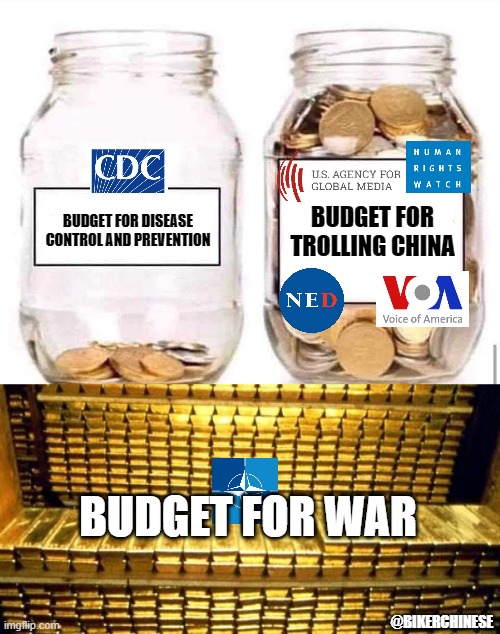 CDC
BUDGET FOR DISEASE
CONTROL AND PREVENTION
U.S. AGENCY FOR
GLOBAL MEDIA
HUMAN
RIGHTS
WATCH
BUDGET FOR
TROLLING CHINA
NED
VOA
Voice of America
BUDGET FOR WAR
imgflip.com
@BIKERCHINESE